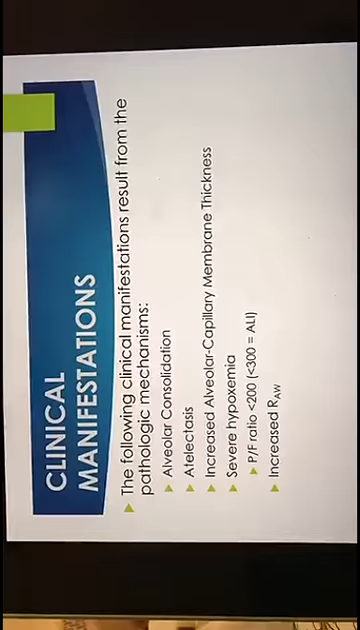 CLINICAL
MANIFESTATIONS
The following clinical manifestations result from the
pathologic mechanisms:
Alveolar Consolidation
Atelectasis
Increased Alveolar-Capillary Membrane Thickness
Severe hypoxemia
P/F ratio <200 (<300 = ALI)
Increased RAW